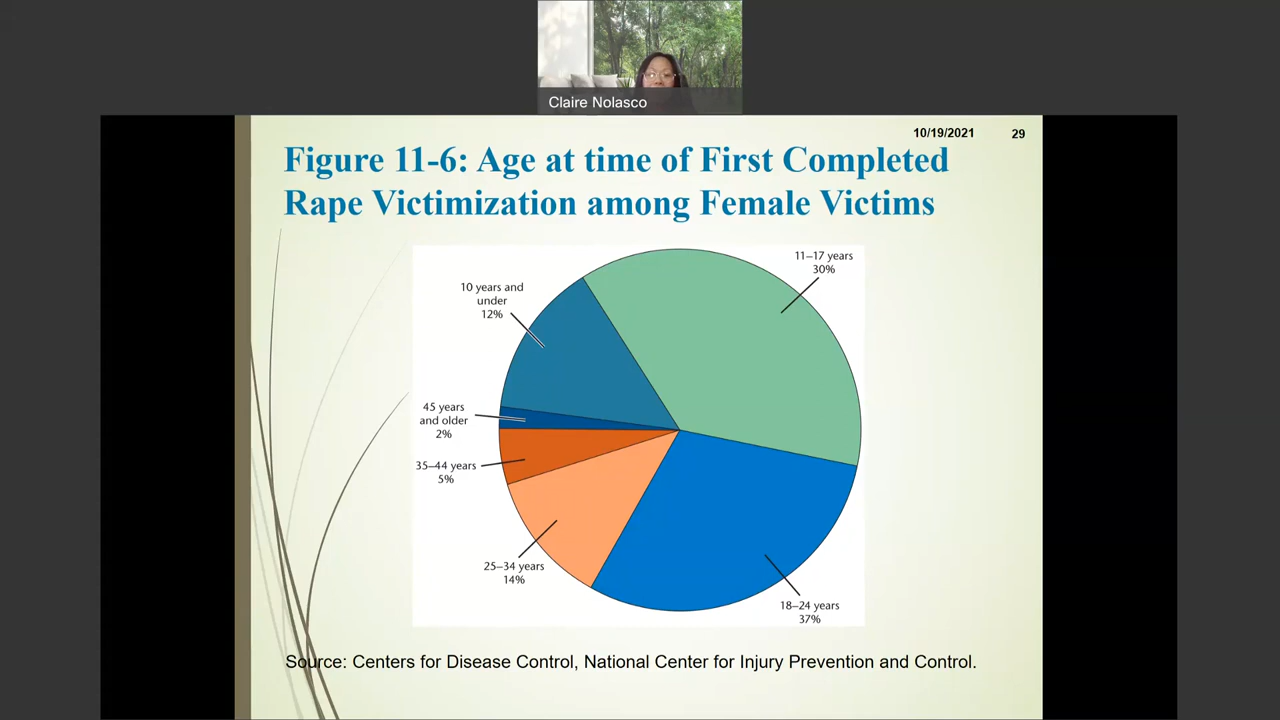 Claire Nolasco
10/19/2021
29
Figure 11-6: Age at time of First Completed
Rape Victimization among Female Victims
11–17 years
30%
10 years and
under
12%
45 years
and older
2%
35–44 years
5%
25–34 years
14%
18–24 years
37%
Source: Centers for Disease Control, National Center for Injury Prevention and Control.